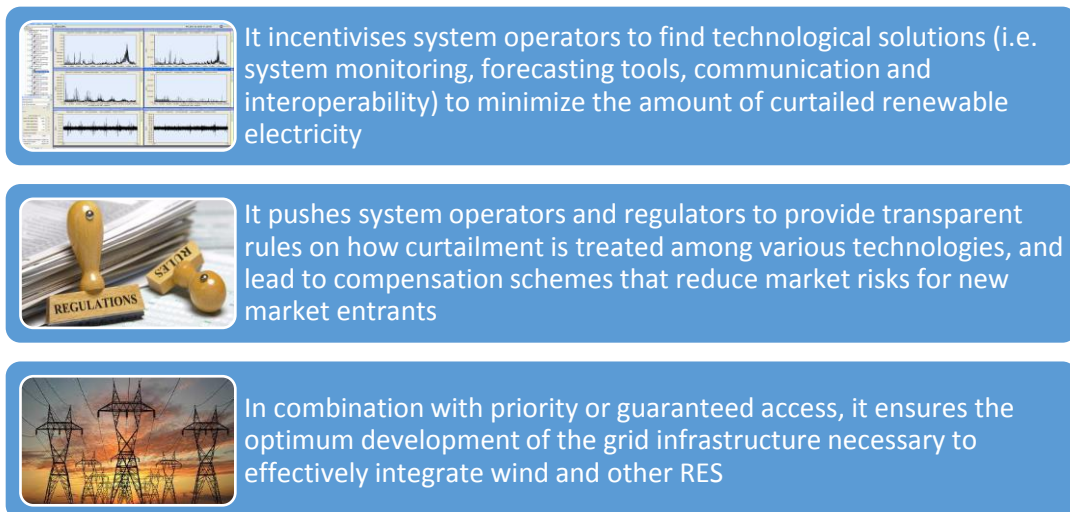 It incentivises system operators to find technological solutions (i.e.
system monitoring, forecasting tools, communication and
interoperability) to minimize the amount of curtailed renewable
electricity
It pushes system operators and regulators to provide transparent
rules on how curtailment is treated among various technologies, and
lead to compensation schemes that reduce market risks for new
market entrants
RULES
REGULATIONS
In combination with priority or guaranteed access, it ensures the
optimum development of the grid infrastructure necessary to
effectively integrate wind and other RES